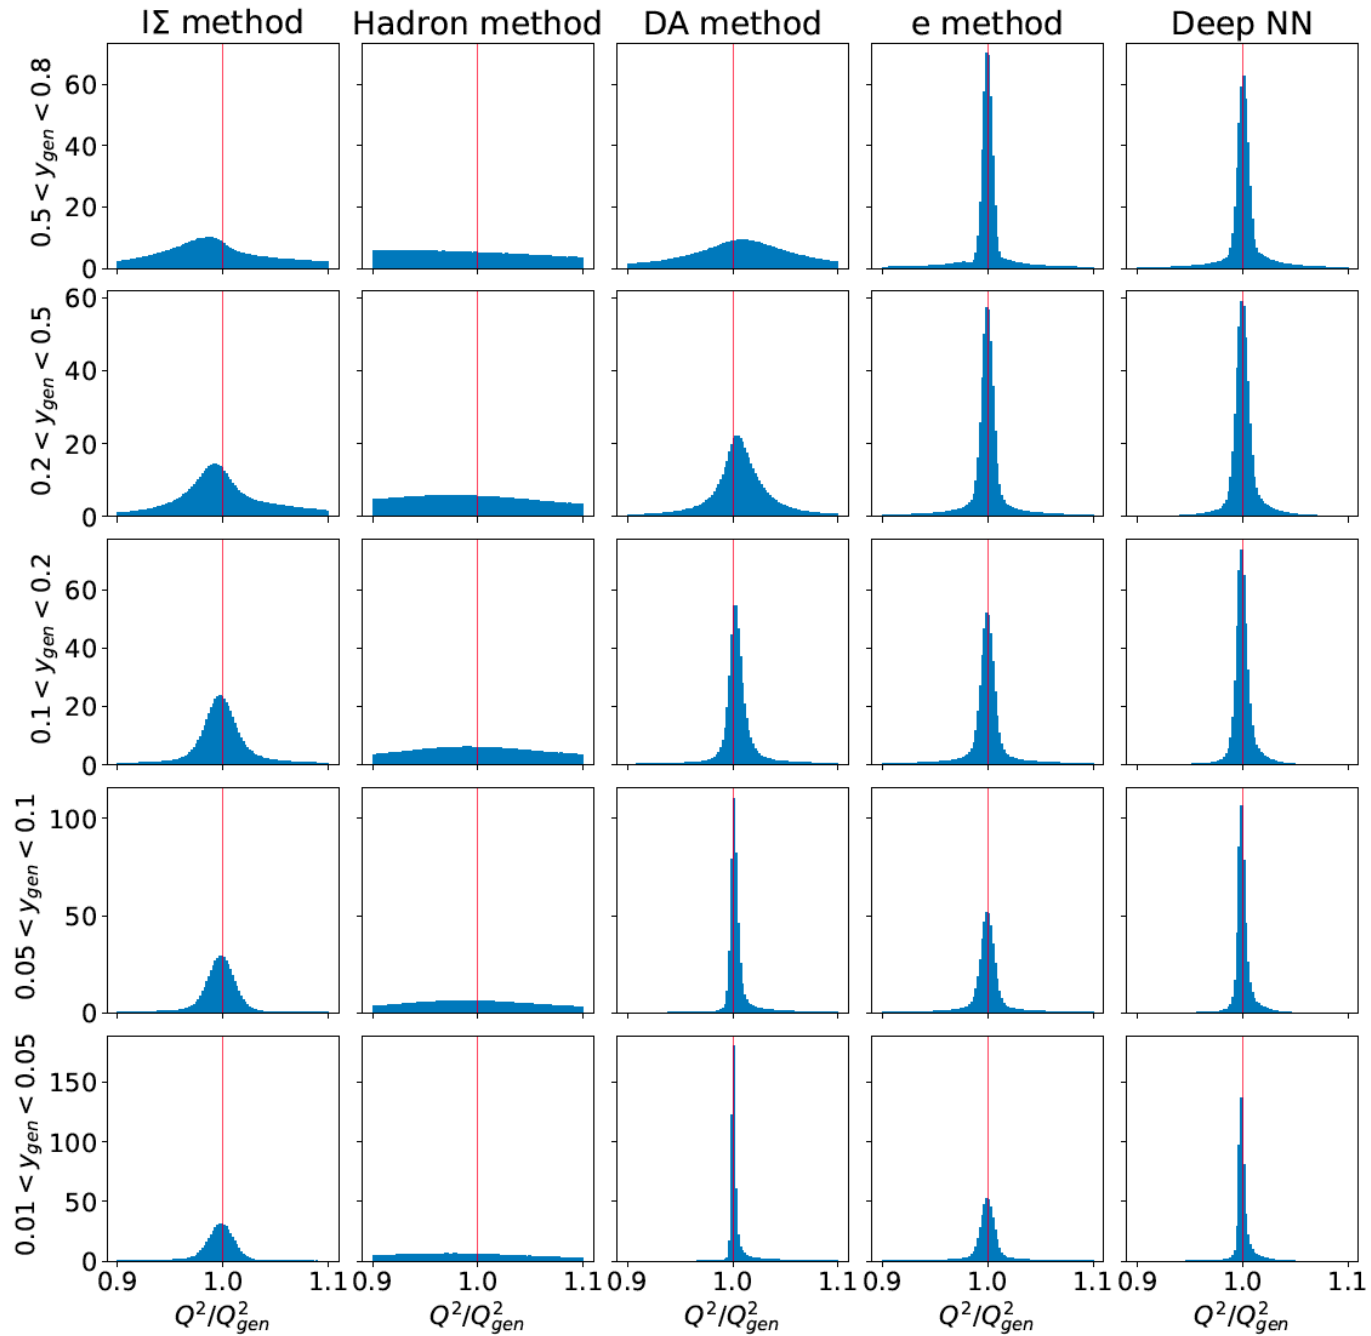 IΣ method Hadron method DA method e method Deep NN
0.5 < y_gen < 0.8
60
40
20
0
0.2 < y_gen < 0.5
60
40
20
0
0.1 < y_gen < 0.2
60
40
20
0
0.05 < y_gen < 0.1
100
50
0
0.01 < y_gen < 0.05
150
100
50
0
0.9 1.0 1.1 0.9 1.0 1.1 0.9 1.0 1.1 0.9 1.0 1.1 0.9 1.0 1.1
Q²/Q²_gen Q²/Q²_gen Q²/Q²_gen Q²/Q²_gen Q²/Q²_gen